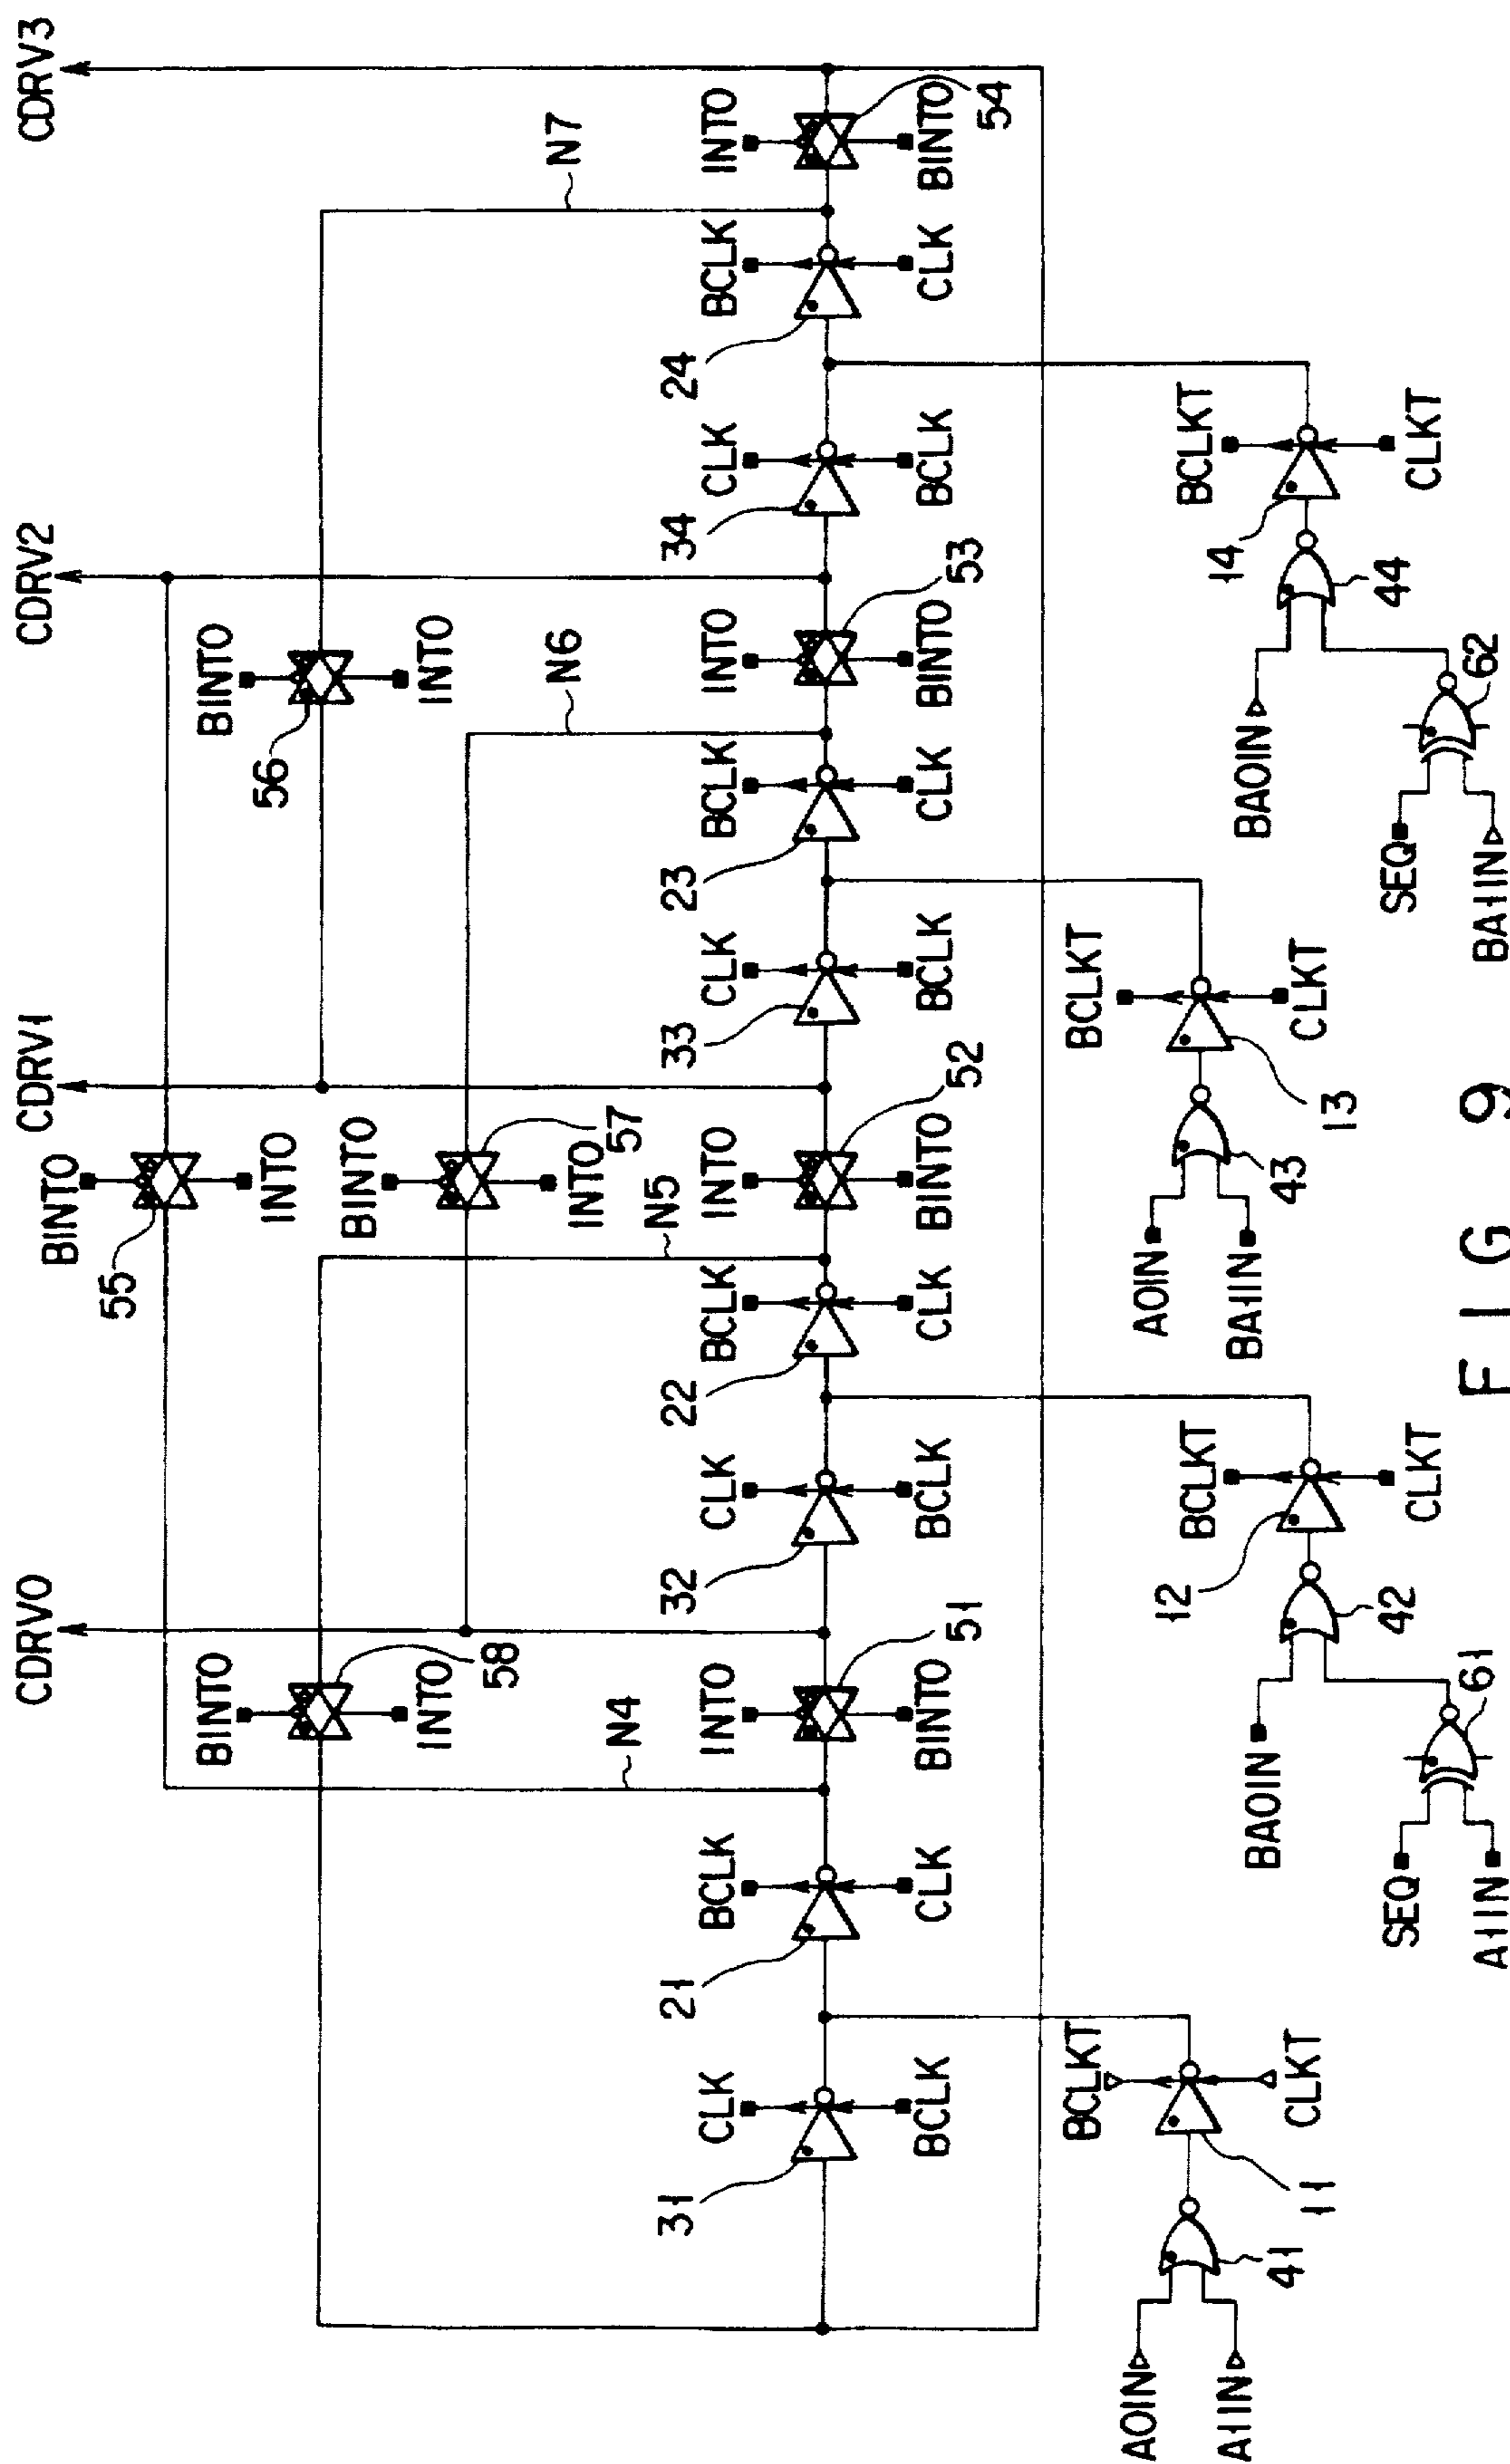 CDRV0
CDRV1
CDRV2
CDRV3
BINTO
55
INTO
BINTO
58
INTO
BINTO
56
INTO
BINTO
57
INTO
N4
N5
N6
N7
CLK
31
BCLK
BCLK
21
CLK
INTO
51
BINTO
CLK
32
BCLK
BCLK
22
CLK
INTO
52
BINTO
CLK
33
BCLK
BCLK
23
CLK
INTO
53
BINTO
CLK
34
BCLK
BCLK
24
CLK
INTO
54
BINTO
A0IN
A1IN
41
BCLKT
11
CLKT
SEQ
A1IN
61
BA0IN
42
BCLKT
12
CLKT
A0IN
BA1IN
43
BCLKT
13
CLKT
SEQ
BA1IN
62
BA0IN
44
BCLKT
14
CLKT
FIG 9